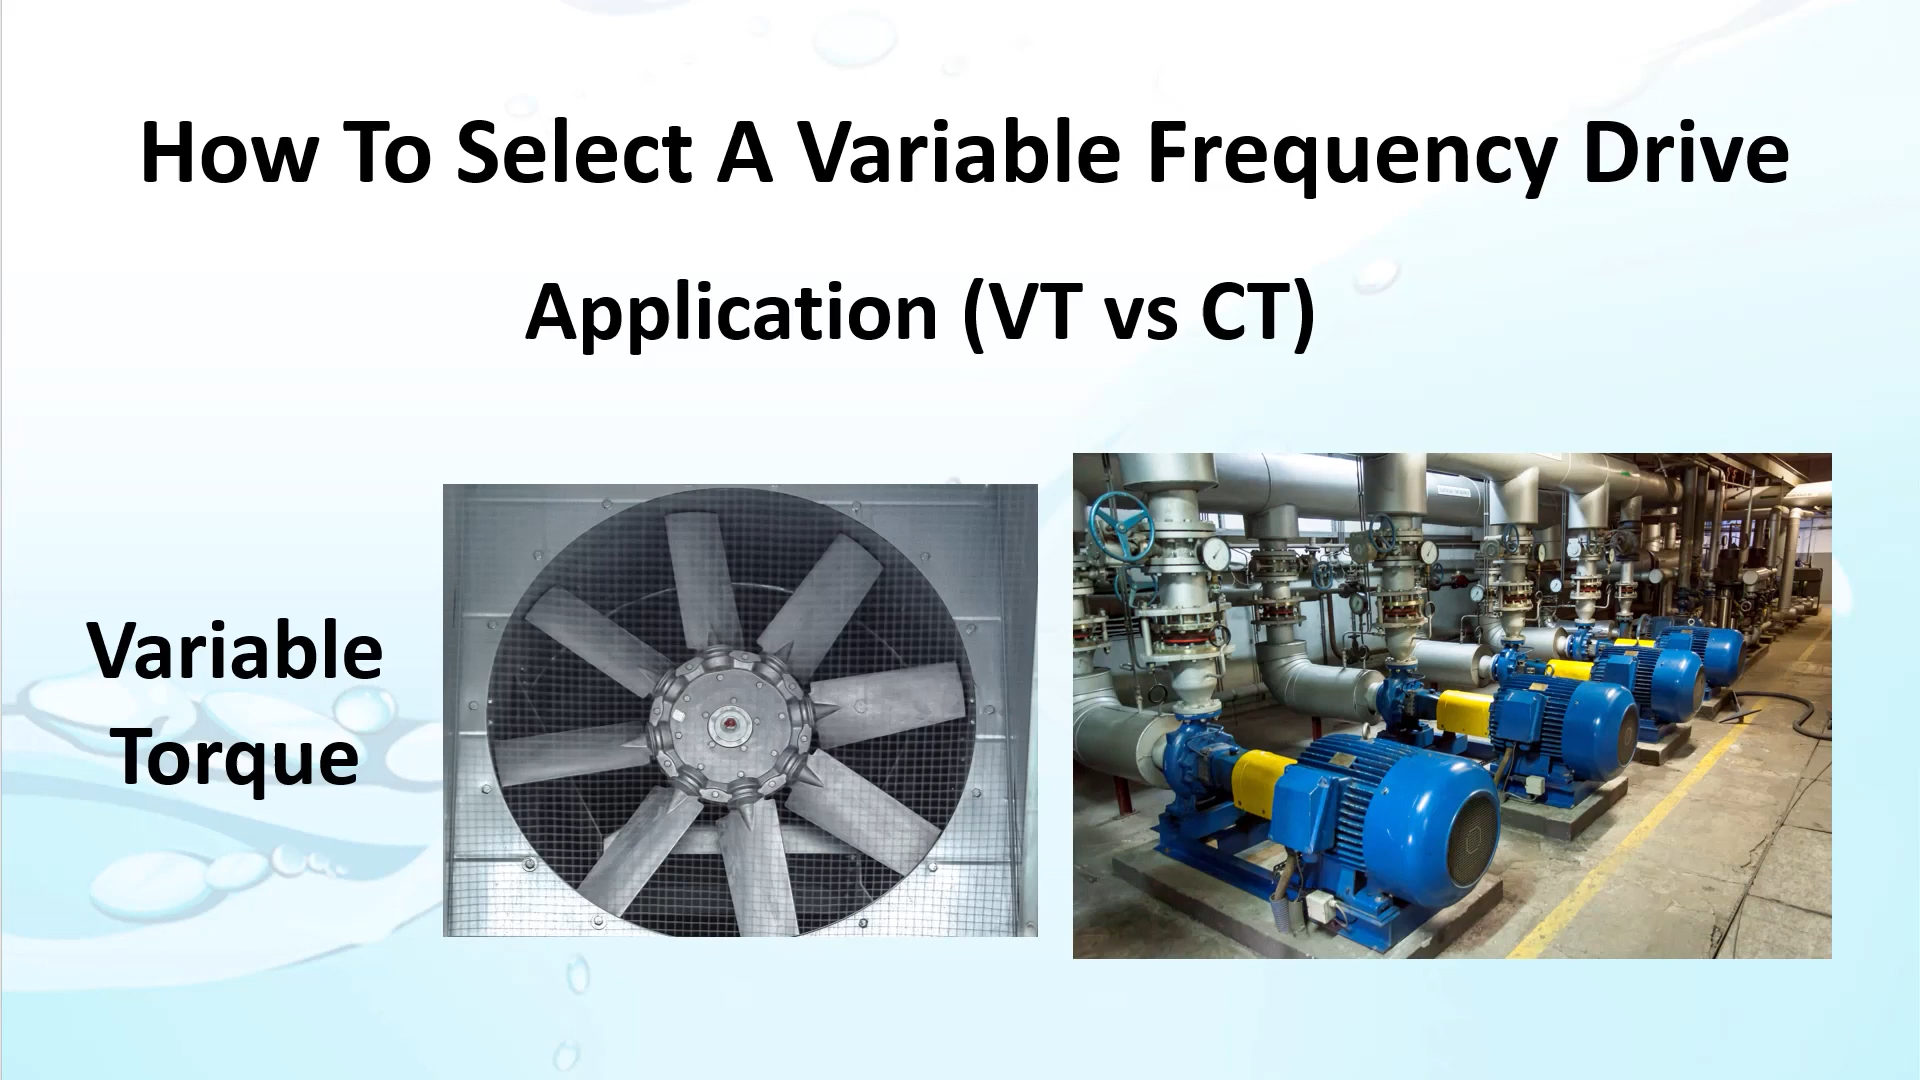 How To Select A Variable Frequency Drive
Application (VT vs CT)
Variable
Torque